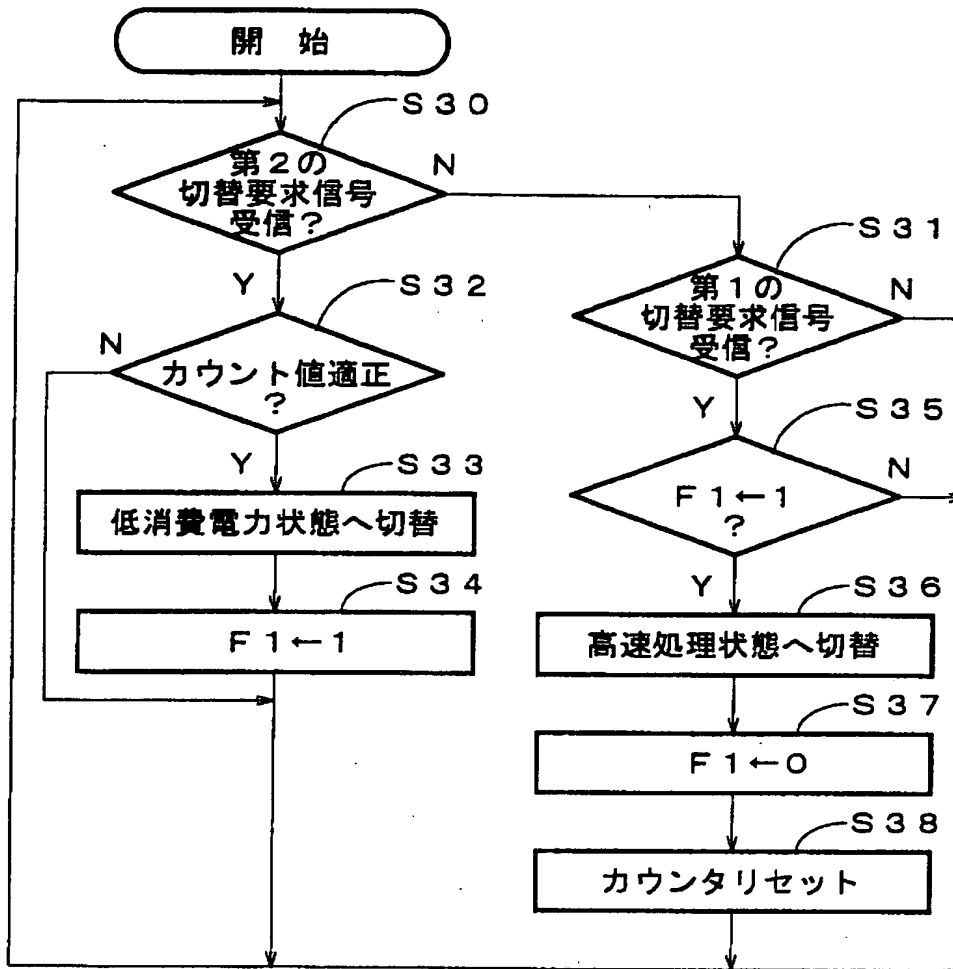 開 始
S30
第2の
切替要求信号
受信?
N
Y
S31
第1の
切替要求信号
受信?
N
Y
S32
カウント値適正
?
N
Y
S35
F1←1
?
N
Y
S33
低消費電力状態へ切替
S34
F1←1
S36
高速処理状態へ切替
S37
F1←0
S38
カウンタリセット